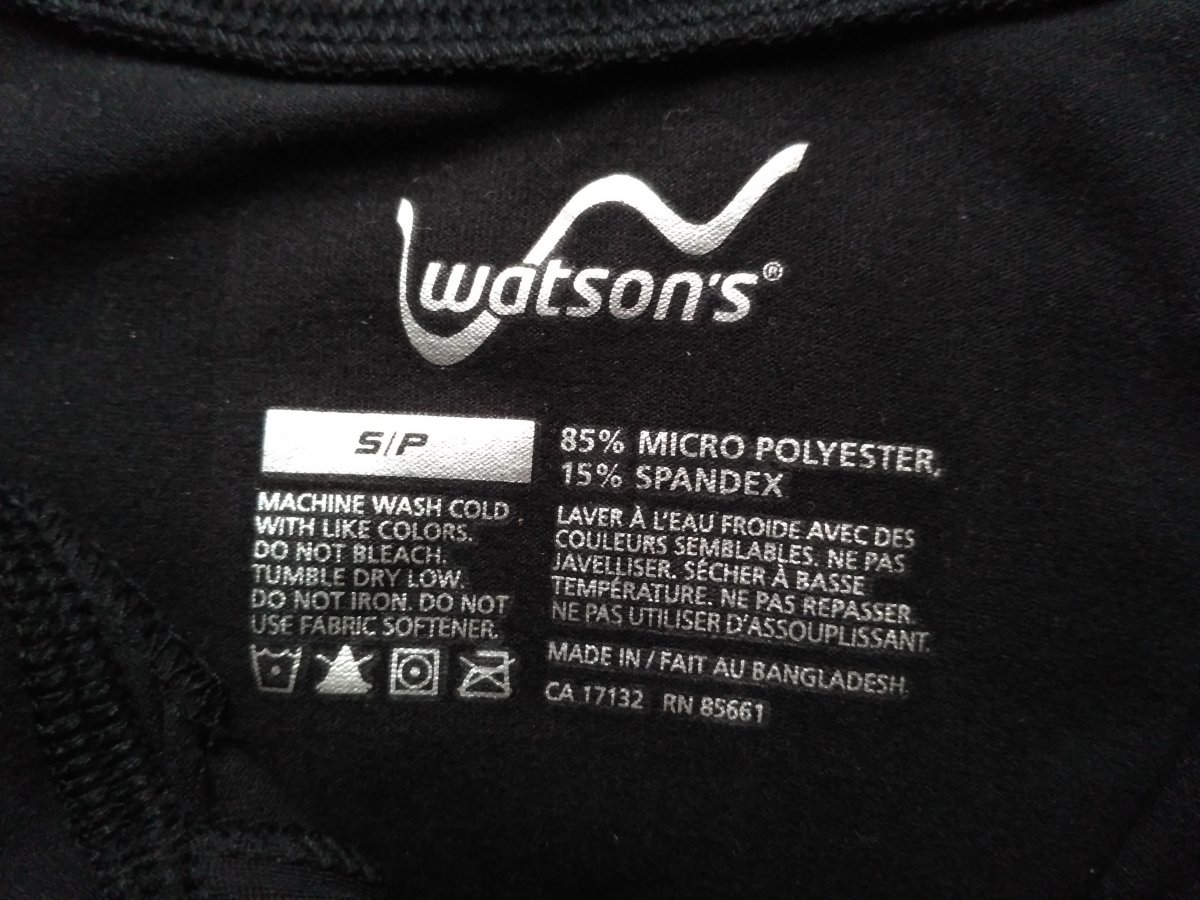 watson's®
S/P
MACHINE WASH COLD
WITH LIKE COLORS.
DO NOT BLEACH.
TUMBLE DRY LOW.
DO NOT IRON. DO NOT
USE FABRIC SOFTENER.
85% MICRO POLYESTER,
15% SPANDEX
LAVER À L'EAU FROIDE AVEC DES
COULEURS SEMBLABLES. NE PAS
JAVELLISER. SÉCHER À BASSE
TEMPÉRATURE. NE PAS REPASSER.
NE PAS UTILISER D'ASSOUPLISSANT.
MADE IN / FAIT AU BANGLADESH.
CA 17132 RN 85661